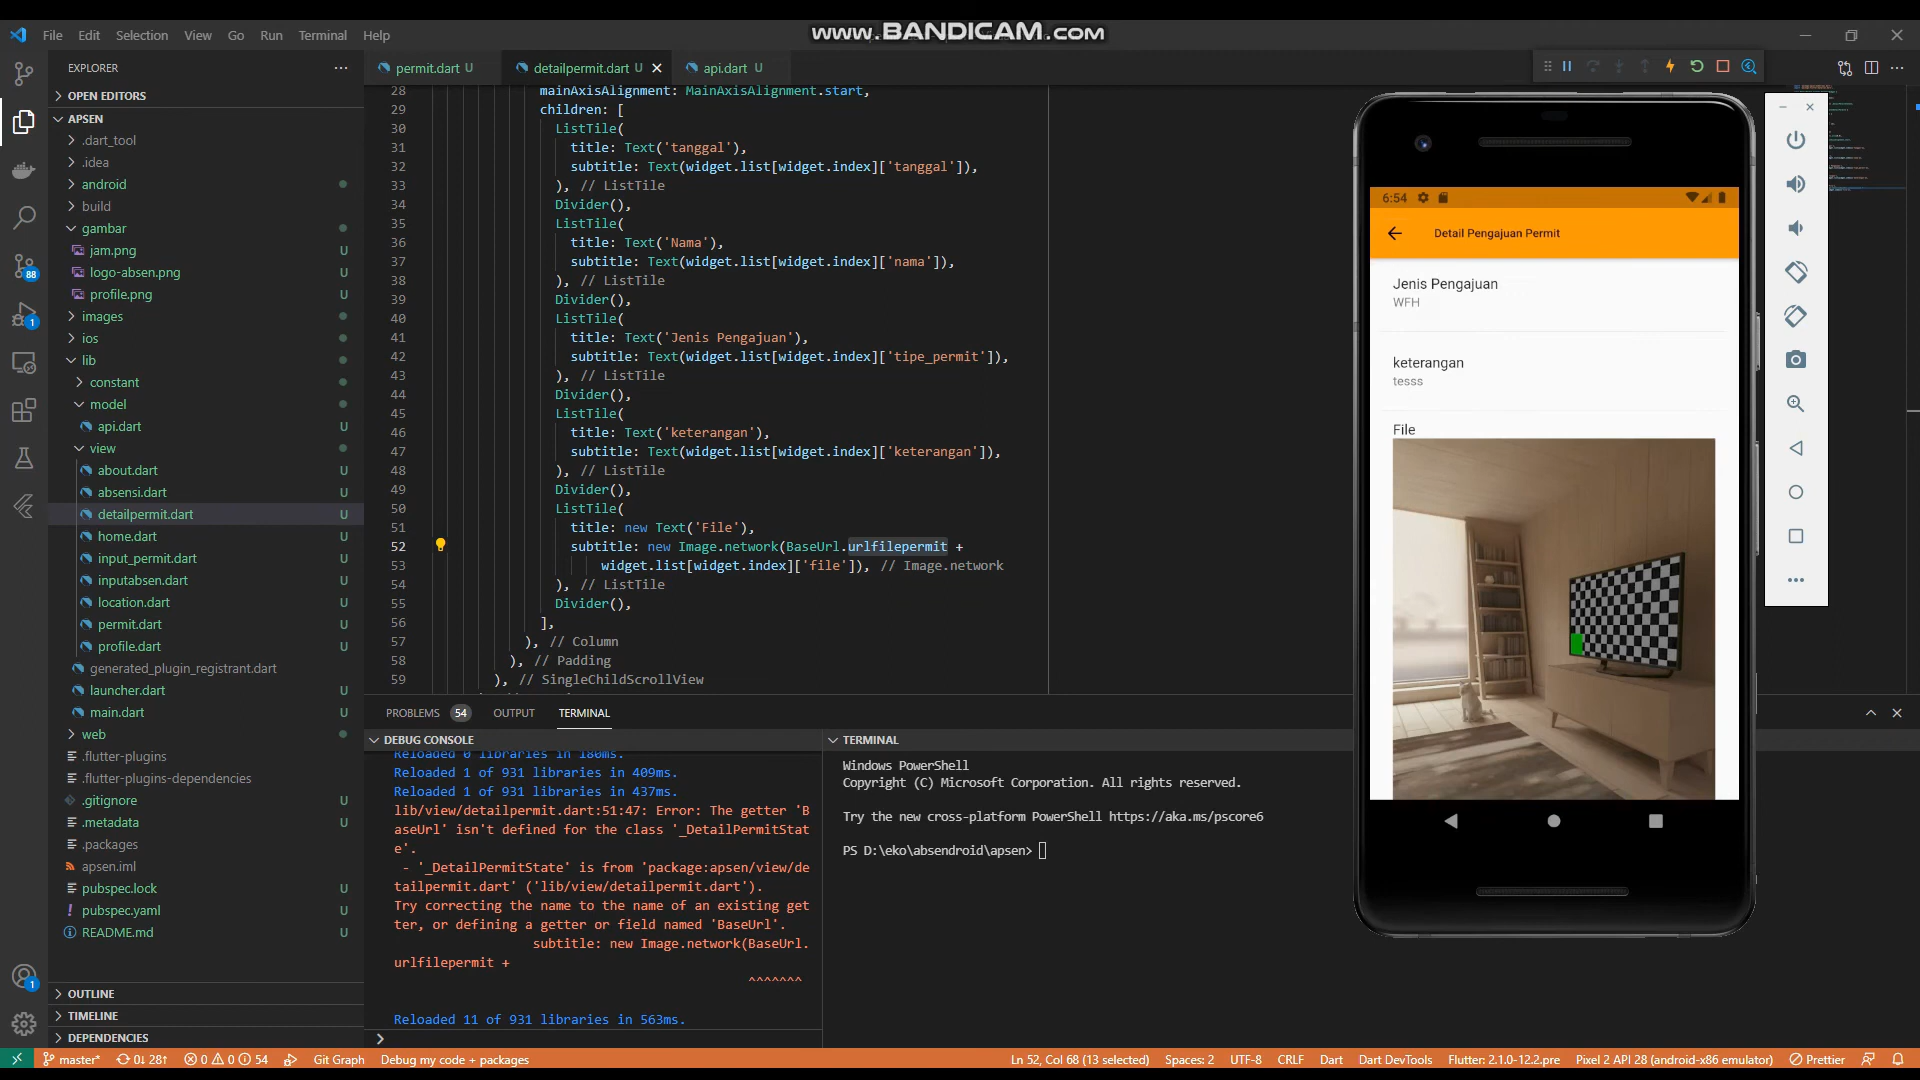 www.BANDICAM.com
File Edit Selection View Go Run Terminal Help
EXPLORER
OPEN EDITORS
APSEN
.dart_tool
.idea
android
build
gambar
jam.png U
logo-absen.png U
profile.png U
images
ios
lib
constant
model
api.dart U
view
about.dart U
absensi.dart U
detailpermit.dart U
home.dart U
input_permit.dart U
inputabsen.dart U
location.dart U
permit.dart U
profile.dart U
generated_plugin_registrant.dart
launcher.dart U
main.dart U
web
.flutter-plugins
.flutter-plugins-dependencies
.gitignore U
.metadata U
.packages
apsen.iml
pubspec.lock U
pubspec.yaml U
README.md U
OUTLINE
TIMELINE
DEPENDENCIES
88
1
1
permit.dart U detailpermit.dart U api.dart U
28 mainAxisAlignment: MainAxisAlignment.start,
29 children: [
30 ListTile(
31 title: Text('tanggal'),
32 subtitle: Text(widget.list[widget.index]['tanggal']),
33 ), // ListTile
34 Divider(),
35 ListTile(
36 title: Text('Nama'),
37 subtitle: Text(widget.list[widget.index]['nama']),
38 ), // ListTile
39 Divider(),
40 ListTile(
41 title: Text('Jenis Pengajuan'),
42 subtitle: Text(widget.list[widget.index]['tipe_permit']),
43 ), // ListTile
44 Divider(),
45 ListTile(
46 title: Text('keterangan'),
47 subtitle: Text(widget.list[widget.index]['keterangan']),
48 ), // ListTile
49 Divider(),
50 ListTile(
51 title: new Text('File'),
52 subtitle: new Image.network(BaseUrl.urlfilepermit +
53 widget.list[widget.index]['file']), // Image.network
54 ), // ListTile
55 Divider(),
56 ],
57 ), // Column
58 ), // Padding
59 ), // SingleChildScrollView
PROBLEMS 54 OUTPUT TERMINAL
DEBUG CONSOLE
Reloaded 0 libraries in 180ms.
Reloaded 1 of 931 libraries in 409ms.
Reloaded 1 of 931 libraries in 437ms.
lib/view/detailpermit.dart:51:47: Error: The getter 'B
aseUrl' isn't defined for the class '_DetailPermitStat
e'.
- '_DetailPermitState' is from 'package:apsen/view/de
tailpermit.dart' ('lib/view/detailpermit.dart').
Try correcting the name to the name of an existing get
ter, or defining a getter or field named 'BaseUrl'.
subtitle: new Image.network(BaseUrl.
urlfilepermit +
^^^^^^^
Reloaded 11 of 931 libraries in 563ms.
TERMINAL
Windows PowerShell
Copyright (C) Microsoft Corporation. All rights reserved.
Try the new cross-platform PowerShell https://aka.ms/pscore6
PS D:\eko\absendroid\apsen>
6:54
Detail Pengajuan Permit
Jenis Pengajuan
WFH
keterangan
tesss
File
master* 0↓ 28↑ 0 0 54 Git Graph Debug my code + packages Ln 52, Col 68 (13 selected) Spaces: 2 UTF-8 CRLF Dart Dart DevTools Flutter: 2.1.0-12.2.pre Pixel 2 API 28 (android-x86 emulator) Prettier